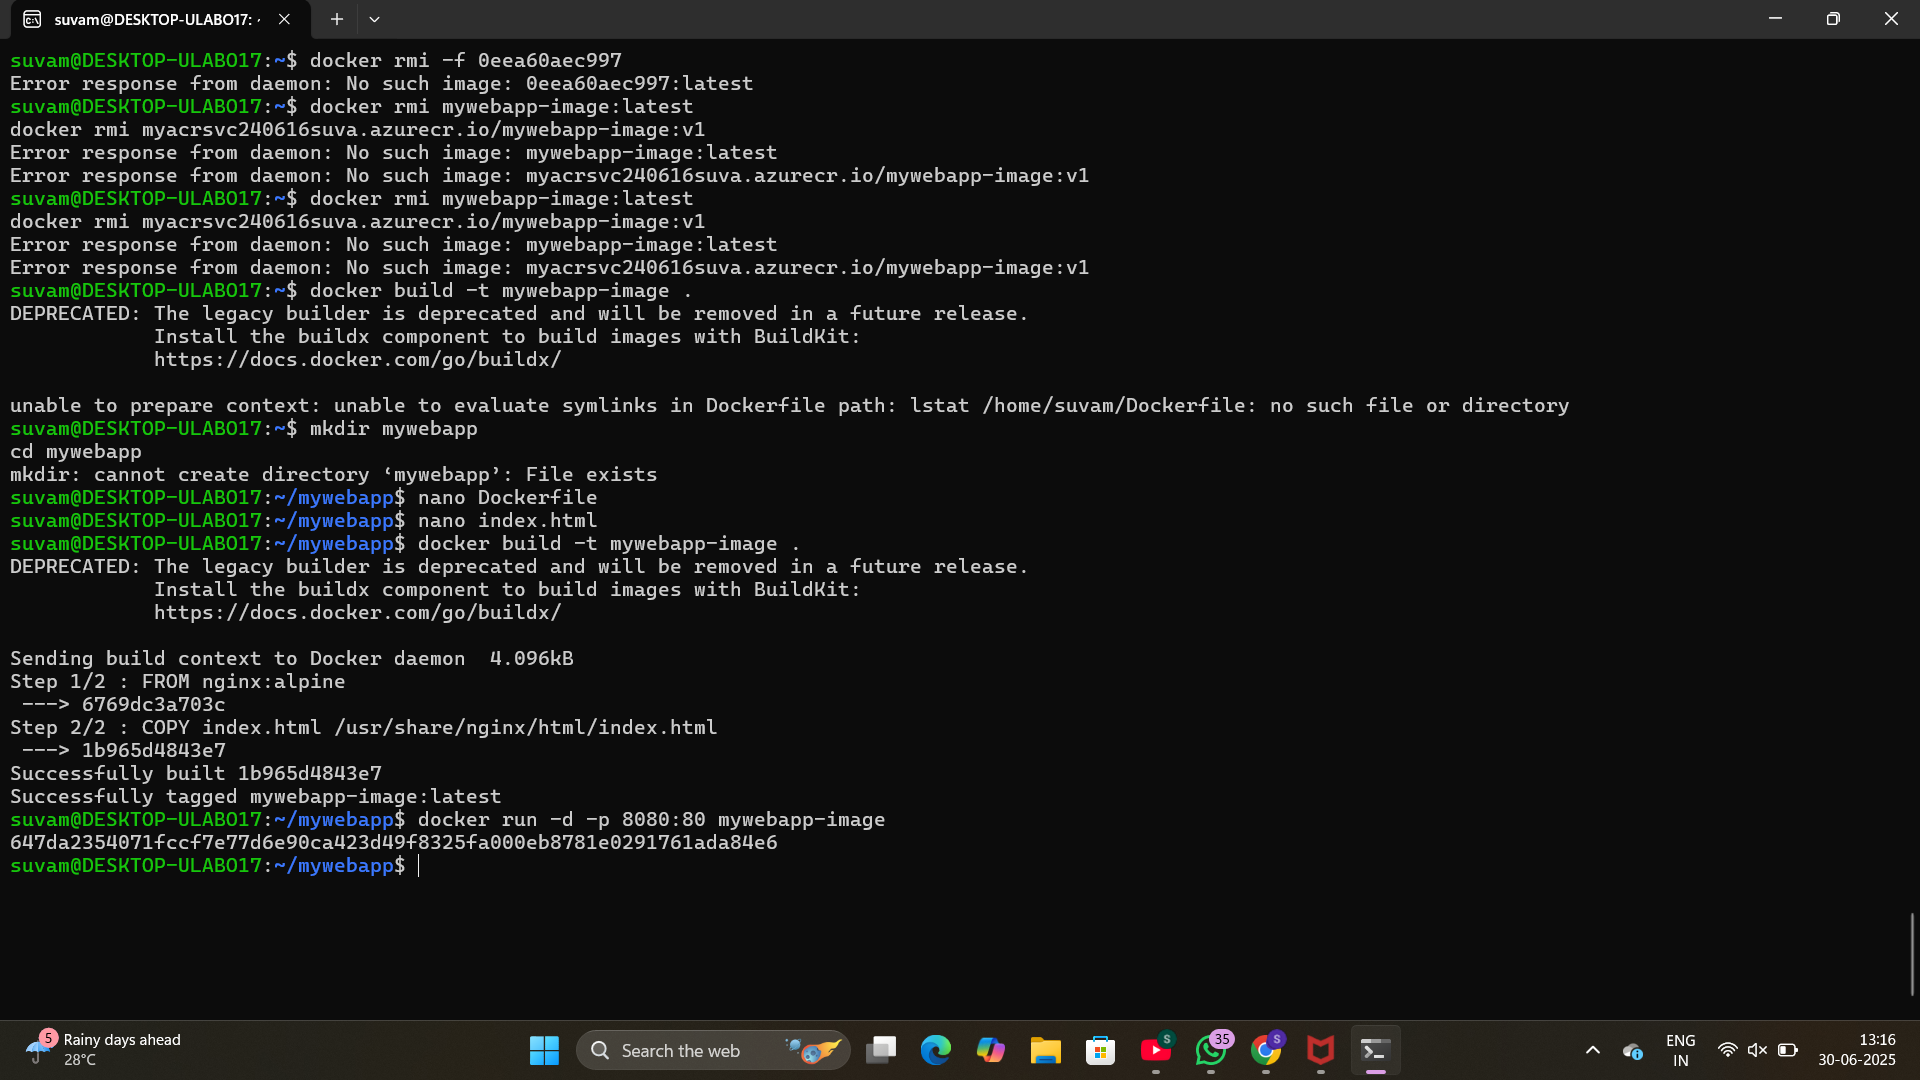 suvam@DESKTOP-ULABO17: ~
suvam@DESKTOP-ULABO17:~$ docker rmi -f 0eea60aec997
Error response from daemon: No such image: 0eea60aec997:latest
suvam@DESKTOP-ULABO17:~$ docker rmi mywebapp-image:latest
docker rmi myacrsvc240616suva.azurecr.io/mywebapp-image:v1
Error response from daemon: No such image: mywebapp-image:latest
Error response from daemon: No such image: myacrsvc240616suva.azurecr.io/mywebapp-image:v1
suvam@DESKTOP-ULABO17:~$ docker rmi mywebapp-image:latest
docker rmi myacrsvc240616suva.azurecr.io/mywebapp-image:v1
Error response from daemon: No such image: mywebapp-image:latest
Error response from daemon: No such image: myacrsvc240616suva.azurecr.io/mywebapp-image:v1
suvam@DESKTOP-ULABO17:~$ docker build -t mywebapp-image .
DEPRECATED: The legacy builder is deprecated and will be removed in a future release.
            Install the buildx component to build images with BuildKit:
            https://docs.docker.com/go/buildx/

unable to prepare context: unable to evaluate symlinks in Dockerfile path: lstat /home/suvam/Dockerfile: no such file or directory
suvam@DESKTOP-ULABO17:~$ mkdir mywebapp
cd mywebapp
mkdir: cannot create directory ‘mywebapp’: File exists
suvam@DESKTOP-ULABO17:~/mywebapp$ nano Dockerfile
suvam@DESKTOP-ULABO17:~/mywebapp$ nano index.html
suvam@DESKTOP-ULABO17:~/mywebapp$ docker build -t mywebapp-image .
DEPRECATED: The legacy builder is deprecated and will be removed in a future release.
            Install the buildx component to build images with BuildKit:
            https://docs.docker.com/go/buildx/

Sending build context to Docker daemon  4.096kB
Step 1/2 : FROM nginx:alpine
 ---> 6769dc3a703c
Step 2/2 : COPY index.html /usr/share/nginx/html/index.html
 ---> 1b965d4843e7
Successfully built 1b965d4843e7
Successfully tagged mywebapp-image:latest
suvam@DESKTOP-ULABO17:~/mywebapp$ docker run -d -p 8080:80 mywebapp-image
647da2354071fccf7e77d6e90ca423d49f8325fa000eb8781e0291761ada84e6
suvam@DESKTOP-ULABO17:~/mywebapp$
5
Rainy days ahead
28°C
Search the web
S
35
S
ENG
IN
13:16
30-06-2025